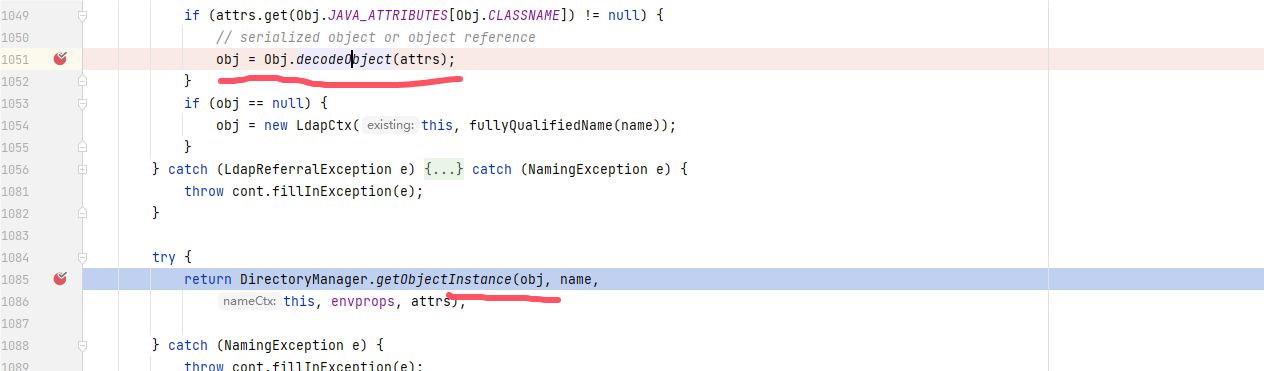 1049 if (attrs.get(Obj.JAVA_ATTRIBUTES[Obj.CLASSNAME]) != null) {
1050 // serialized object or object reference
1051 obj = Obj.decodeObject(attrs);
1052 }
1053 if (obj == null) {
1054 obj = new LdapCtx( existing: this, fullyQualifiedName(name));
1055 }
1056 } catch (LdapReferralException e) {...} catch (NamingException e) {
1081 throw cont.fillInException(e);
1082 }
1083
1084 try {
1085 return DirectoryManager.getObjectInstance(obj, name,
1086 nameCtx: this, envprops, attrs);
1087
1088 } catch (NamingException e) {
1089 throw cont.fillInException(e);